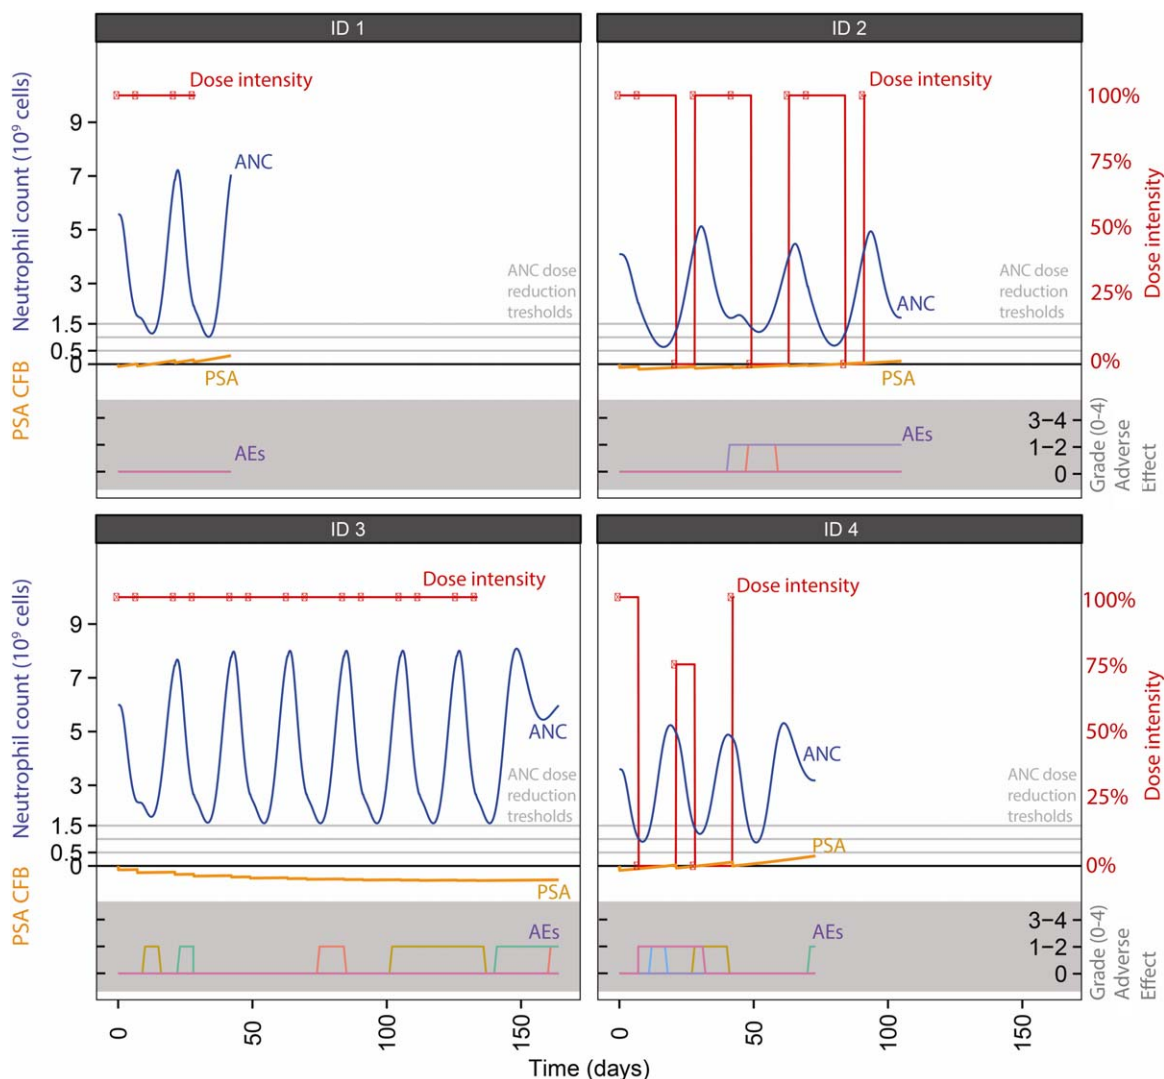 ID 1
ID 2
Neutrophil count (10⁹ cells)
PSA CFB
9
7
5
3
1.5
0.5
0
Dose intensity
ANC
ANC dose
reduction
tresholds
PSA
AEs
Dose intensity
ANC dose
reduction
tresholds
ANC
PSA
AEs
100%
75%
50%
25%
0%
Dose intensity
3-4
1-2
0
Grade (0-4)
Adverse
Effect
ID 3
ID 4
Neutrophil count (10⁹ cells)
PSA CFB
9
7
5
3
1.5
0.5
0
Dose intensity
ANC
ANC dose
reduction
tresholds
PSA
AEs
Dose intensity
ANC
ANC dose
reduction
tresholds
PSA
AEs
100%
75%
50%
25%
0%
Dose intensity
3-4
1-2
0
Grade (0-4)
Adverse
Effect
0
50
100
150
0
50
100
150
Time (days)